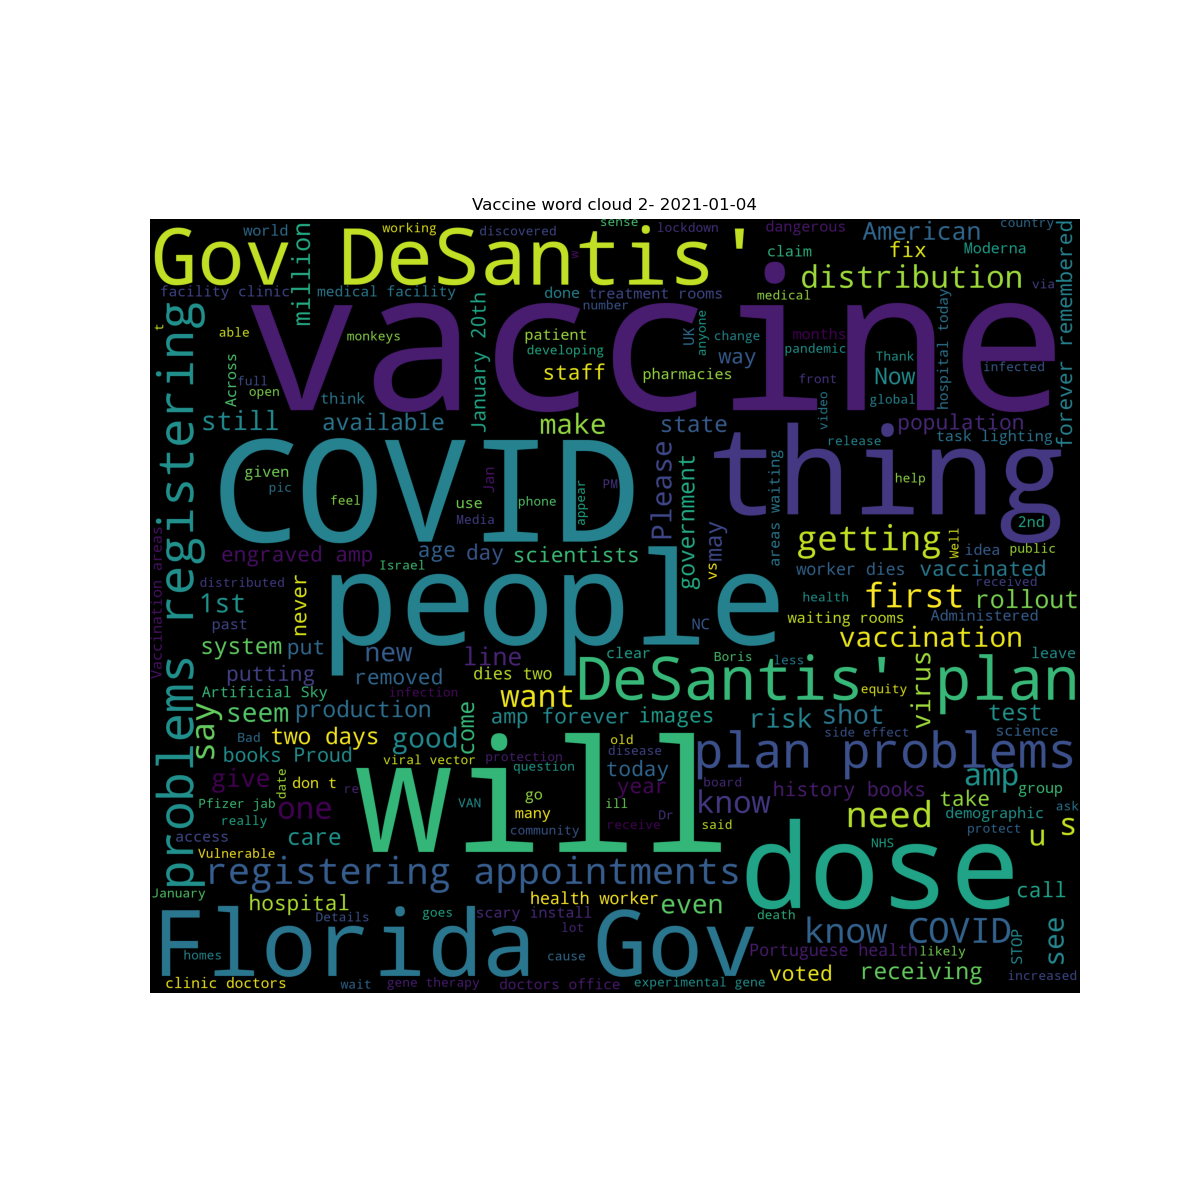 Vaccine word cloud 2- 2021-01-04
sense
country
working
discovered
lockdown
dangerous
world
Gov DeSantis'
American
claim
fix
Moderna
million
distribution
via
forever remembered
facility clinic
medical facility
January 20th
done
treatment rooms
medical
number
hospital today
problems registering
t
able
monkeys
vaccine
patient
developing
UK
anyone
change
months
pandemic
way
Thank
infected
Across
full
open
staff
pharmacies
front
Now
global
think
video
still
available
make
state
population
task lighting
release
COVID
thing
given
pic
feel
Jan
use
Media
phone
appear
PM
Please
government
areas waiting
help
2nd
may
getting
Well
idea
public
Vaccination areas
engraved amp
age
day
scientists
Israel
vs
worker dies
vaccinated
distributed
never
people
received
health
first
rollout
1st
past
NC
waiting rooms
Administered
system
put
new
line
clear
Boris
less
vaccination
leave
putting
removed
dies two
DeSantis' plan
equity
virus
Artificial Sky
infection
want
say
seem
production
come
amp forever
images
risk
shot
side effect
test
science
Bad
two days
good
old
disease
plan problems
books Proud
viral vector
protection
question
today
will
give
date
don t
re
year
board
history books
amp
group
Pfizer jab
one
VAN
go
many
ill
know
need
take
demographic
ask
really
community
receive
Dr
said
u
s
access
care
protect
Vulnerable
NHS
registering appointments
dose
January
hospital
health worker
even
call
Details
goes
scary install
death
lot
Florida Gov
know COVID
STOP
see
homes
cause
Portuguese health
likely
voted
receiving
increased
clinic doctors
wait
gene therapy
doctors office
experimental gene
w